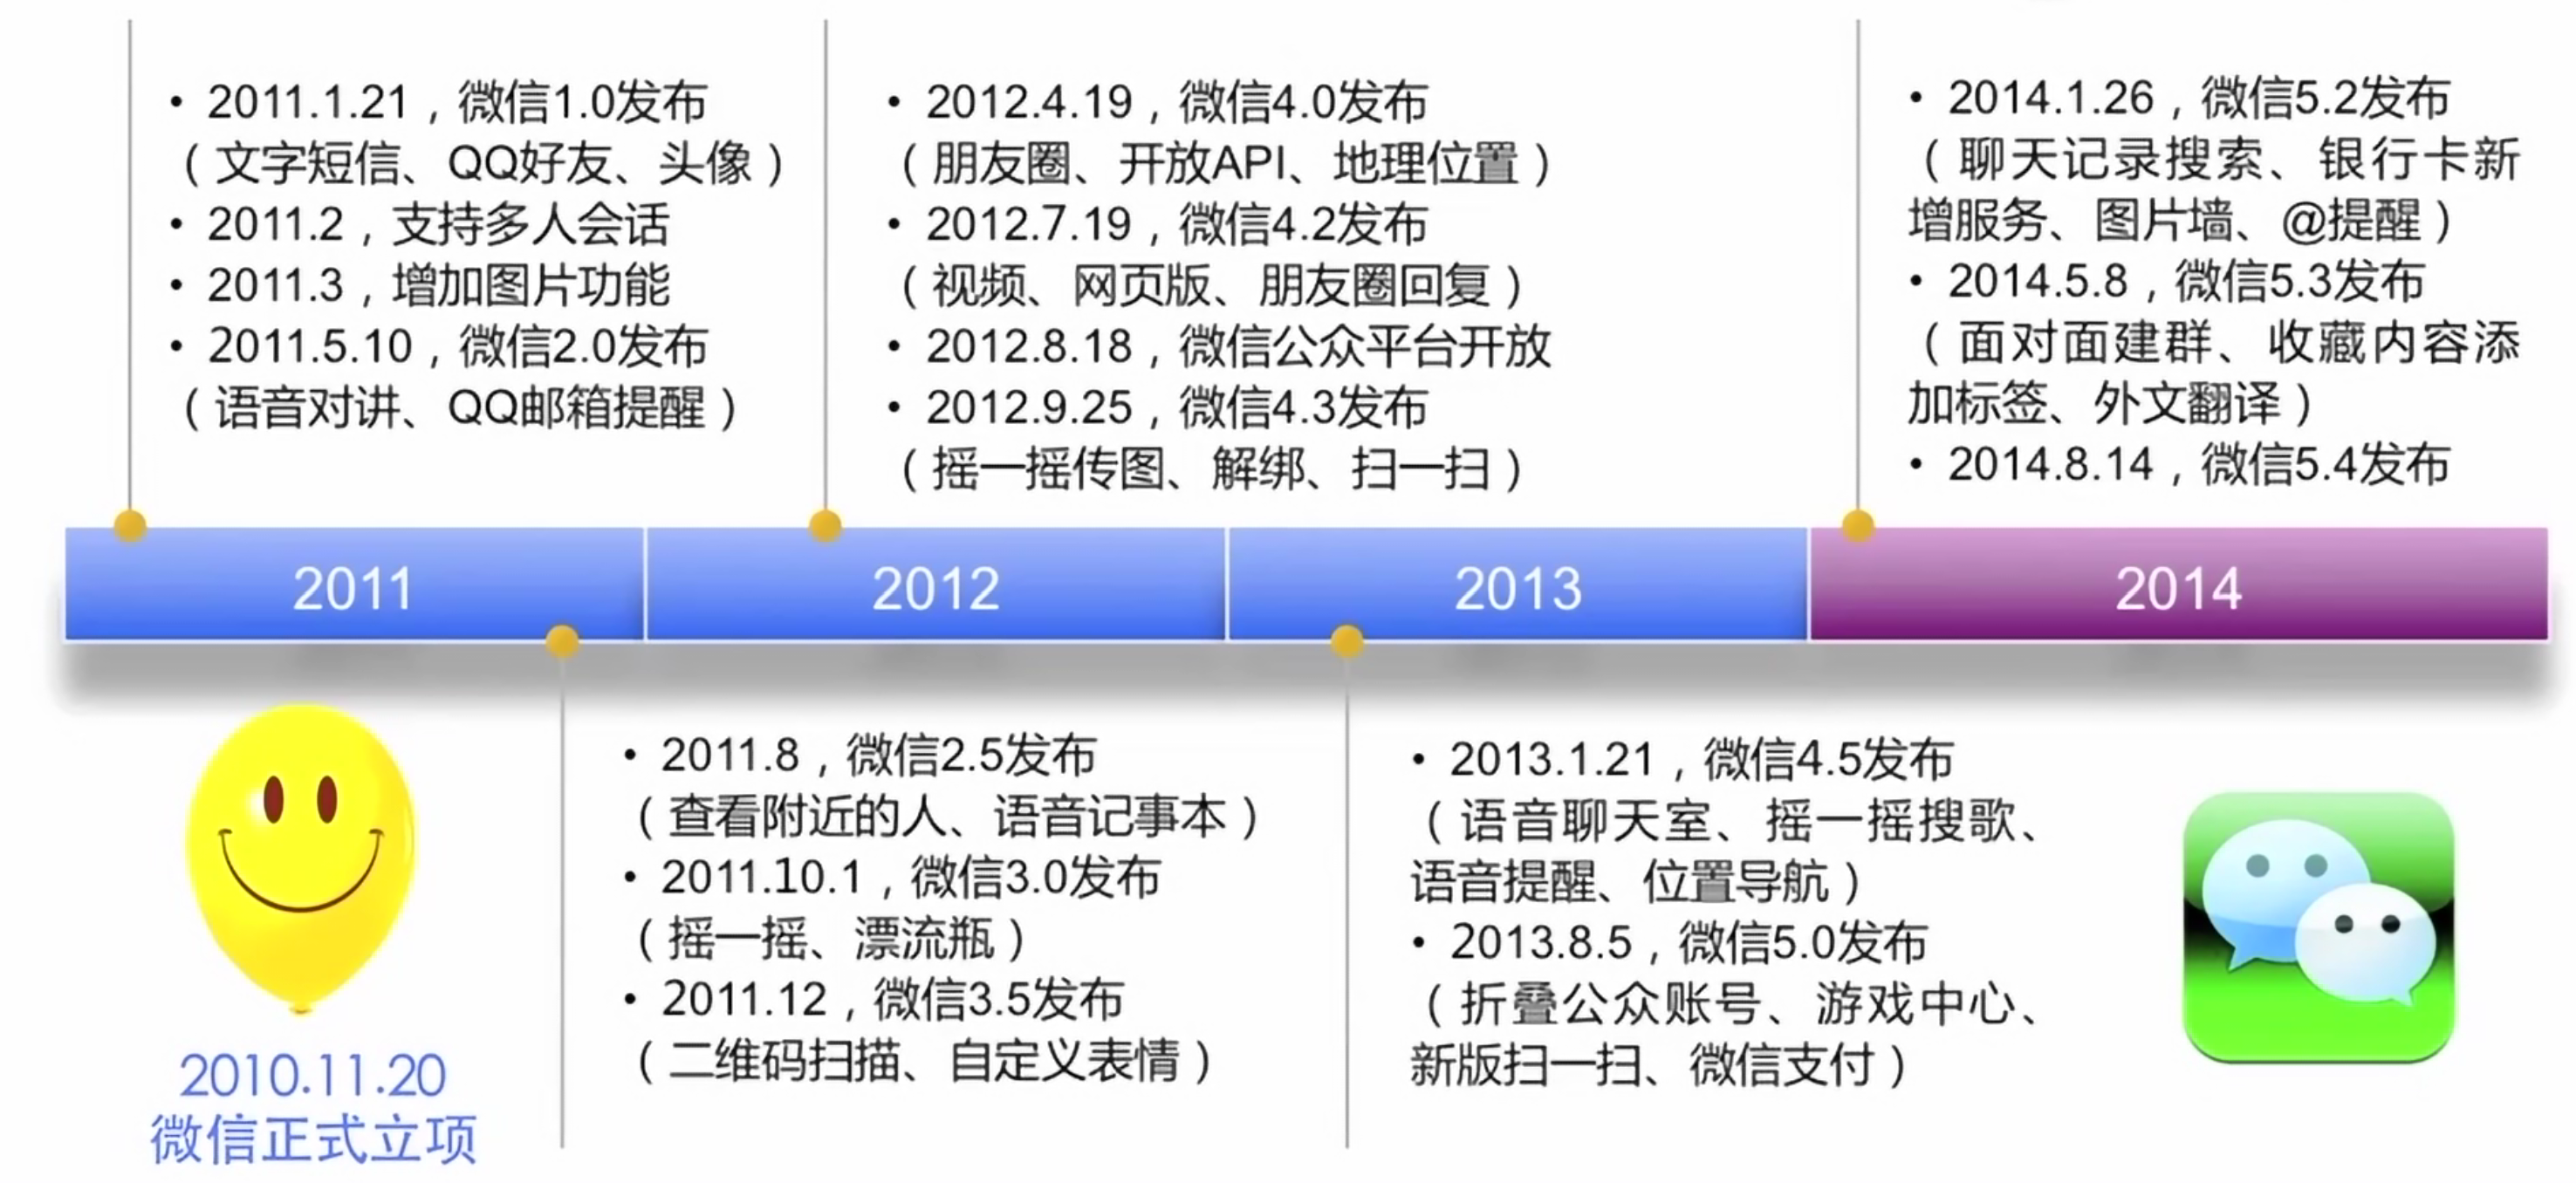 • 2011.1.21，微信1.0发布
（文字短信、QQ好友、头像）
• 2011.2，支持多人会话
• 2011.3，增加图片功能
• 2011.5.10，微信2.0发布
（语音对讲、QQ邮箱提醒）
• 2012.4.19，微信4.0发布
（朋友圈、开放API、地理位置）
• 2012.7.19，微信4.2发布
（视频、网页版、朋友圈回复）
• 2012.8.18，微信公众平台开放
• 2012.9.25，微信4.3发布
（摇一摇传图、解绑、扫一扫）
• 2014.1.26，微信5.2发布
（聊天记录搜索、银行卡新
增服务、图片墙、@提醒）
• 2014.5.8，微信5.3发布
（面对面建群、收藏内容添
加标签、外文翻译）
• 2014.8.14，微信5.4发布
2011
2012
2013
2014
2010.11.20
微信正式立项
• 2011.8，微信2.5发布
（查看附近的人、语音记事本）
• 2011.10.1，微信3.0发布
（摇一摇、漂流瓶）
• 2011.12，微信3.5发布
（二维码扫描、自定义表情）
• 2013.1.21，微信4.5发布
（语音聊天室、摇一摇搜歌、
语音提醒、位置导航）
• 2013.8.5，微信5.0发布
（折叠公众账号、游戏中心、
新版扫一扫、微信支付）